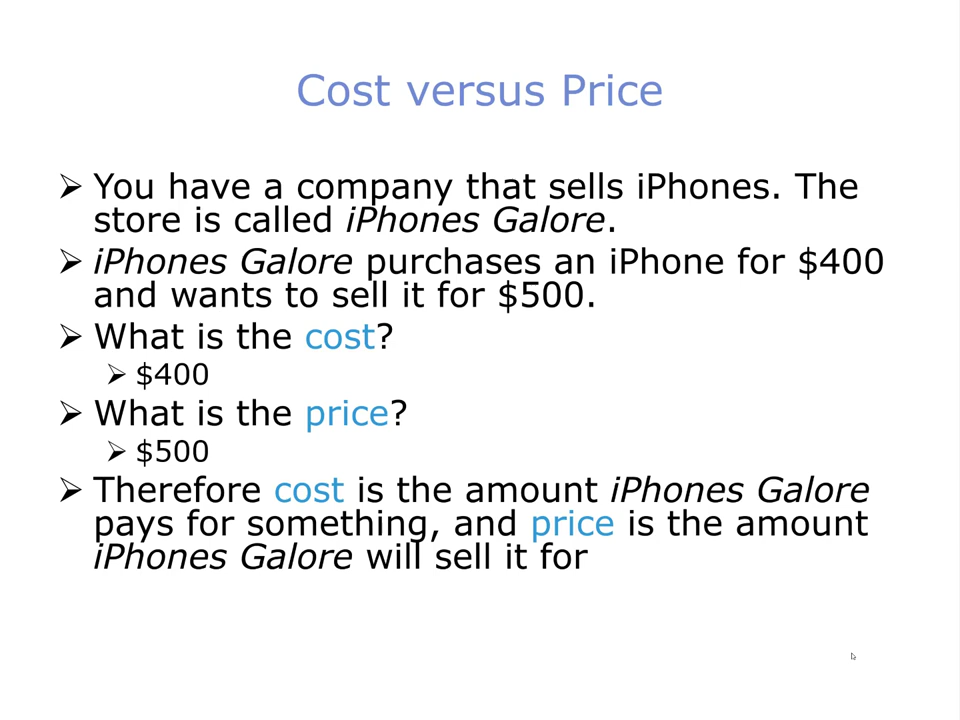 Cost versus Price
➢ You have a company that sells iPhones. The
store is called iPhones Galore.
➢ iPhones Galore purchases an iPhone for $400
and wants to sell it for $500.
➢ What is the cost?
➢ $400
➢ What is the price?
➢ $500
➢ Therefore cost is the amount iPhones Galore
pays for something, and price is the amount
iPhones Galore will sell it for